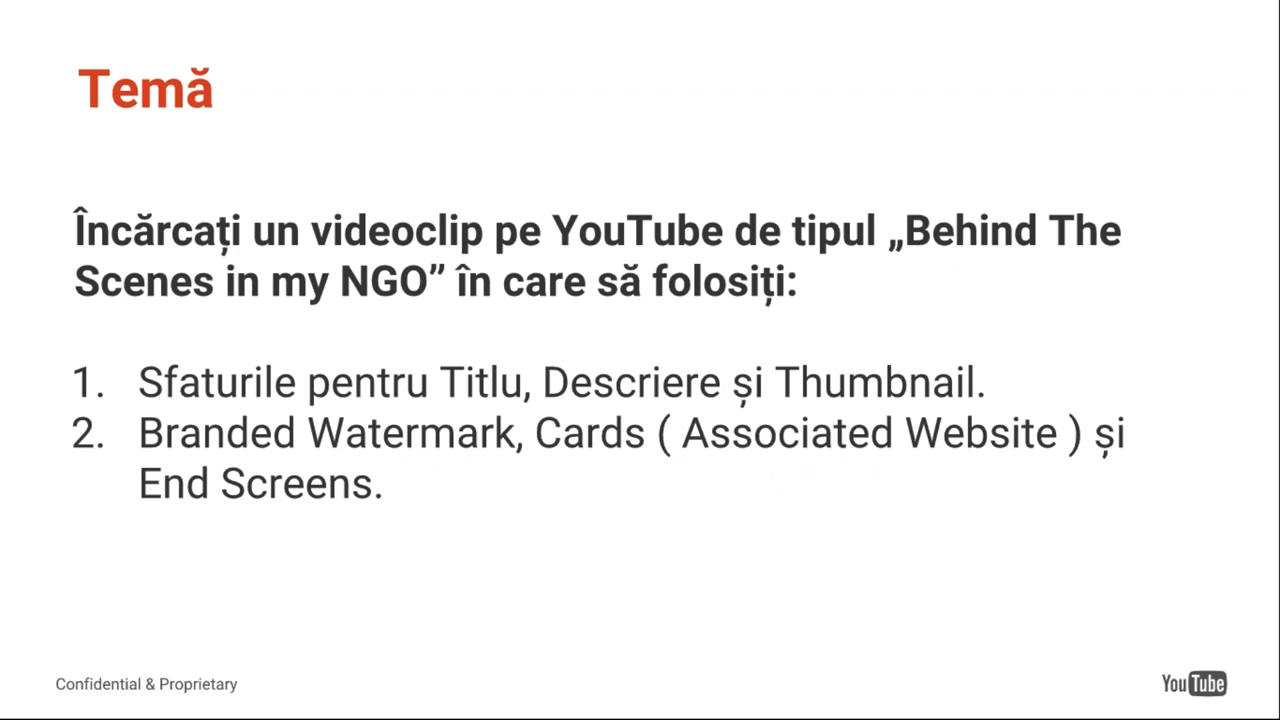 Temă
Încărcați un videoclip pe YouTube de tipul „Behind The
Scenes in my NGO” în care să folosiți:
1. Sfaturile pentru Titlu, Descriere și Thumbnail.
2. Branded Watermark, Cards ( Associated Website ) și
End Screens.
Confidential & Proprietary
YouTube